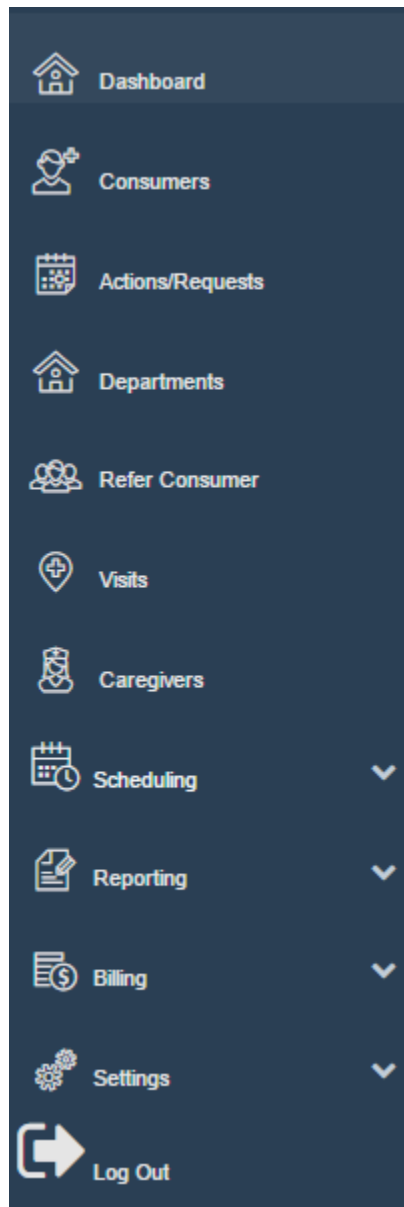 Dashboard
Consumers
Actions/Requests
Departments
Refer Consumer
Visits
Caregivers
Scheduling
Reporting
Billing
Settings
Log Out